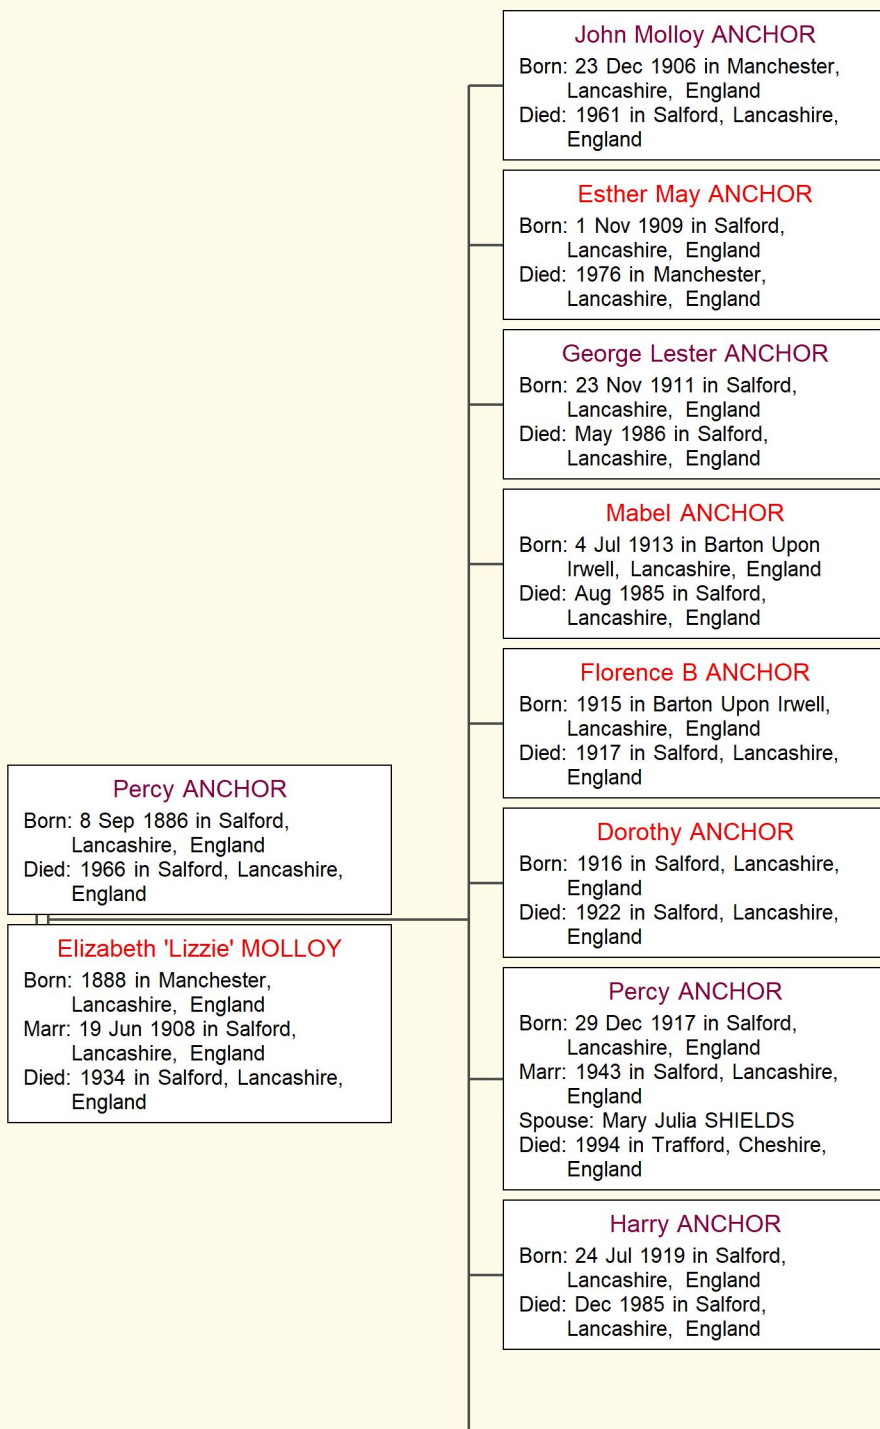 John Molloy ANCHOR
Born: 23 Dec 1906 in Manchester,
Lancashire, England
Died: 1961 in Salford, Lancashire,
England
Esther May ANCHOR
Born: 1 Nov 1909 in Salford,
Lancashire, England
Died: 1976 in Manchester,
Lancashire, England
George Lester ANCHOR
Born: 23 Nov 1911 in Salford,
Lancashire, England
Died: May 1986 in Salford,
Lancashire, England
Mabel ANCHOR
Born: 4 Jul 1913 in Barton Upon
Irwell, Lancashire, England
Died: Aug 1985 in Salford,
Lancashire, England
Florence B ANCHOR
Born: 1915 in Barton Upon Irwell,
Lancashire, England
Died: 1917 in Salford, Lancashire,
England
Percy ANCHOR
Born: 8 Sep 1886 in Salford,
Lancashire, England
Died: 1966 in Salford, Lancashire,
England
Elizabeth 'Lizzie' MOLLOY
Born: 1888 in Manchester,
Lancashire, England
Marr: 19 Jun 1908 in Salford,
Lancashire, England
Died: 1934 in Salford, Lancashire,
England
Dorothy ANCHOR
Born: 1916 in Salford, Lancashire,
England
Died: 1922 in Salford, Lancashire,
England
Percy ANCHOR
Born: 29 Dec 1917 in Salford,
Lancashire, England
Marr: 1943 in Salford, Lancashire,
England
Spouse: Mary Julia SHIELDS
Died: 1994 in Trafford, Cheshire,
England
Harry ANCHOR
Born: 24 Jul 1919 in Salford,
Lancashire, England
Died: Dec 1985 in Salford,
Lancashire, England